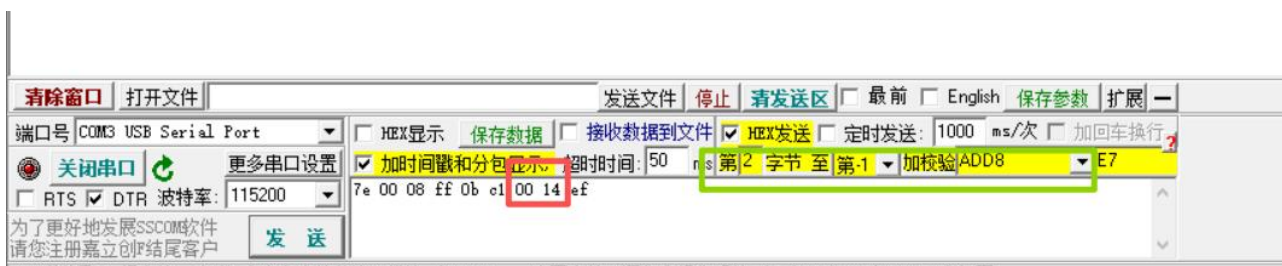 清除窗口 打开文件 发送文件 停止 清发送区 最前 English 保存参数 扩展 —
端口号 COM3 USB Serial Port HEX显示 保存数据 接收数据到文件 HEX发送 定时发送: 1000 ms/次 加回车换行 ?
关闭串口 更多串口设置 加时间戳和分包显示, 超时时间: 50 ms 第 2 字节 至 第-1 加校验 ADD8 E7
RTS DTR 波特率: 115200 7e 00 08 ff 0b c1 00 14 ef
为了更好地发展SSCOM软件
请您注册嘉立创F结尾客户 发 送